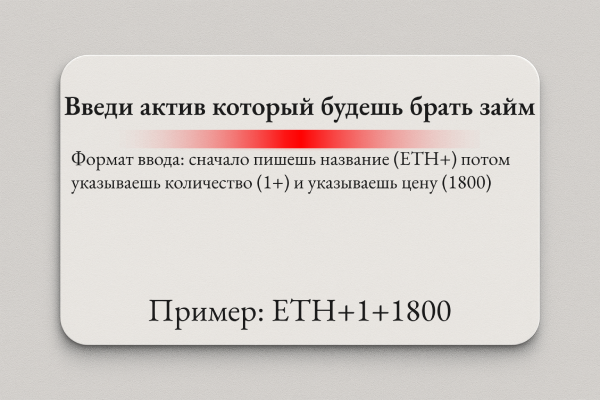 Введи актив который будешь брать займ
Формат ввода: сначало пишешь название (ETH+) потом
указываешь количество (1+) и указываешь цену (1800)
Пример: ETH+1+1800